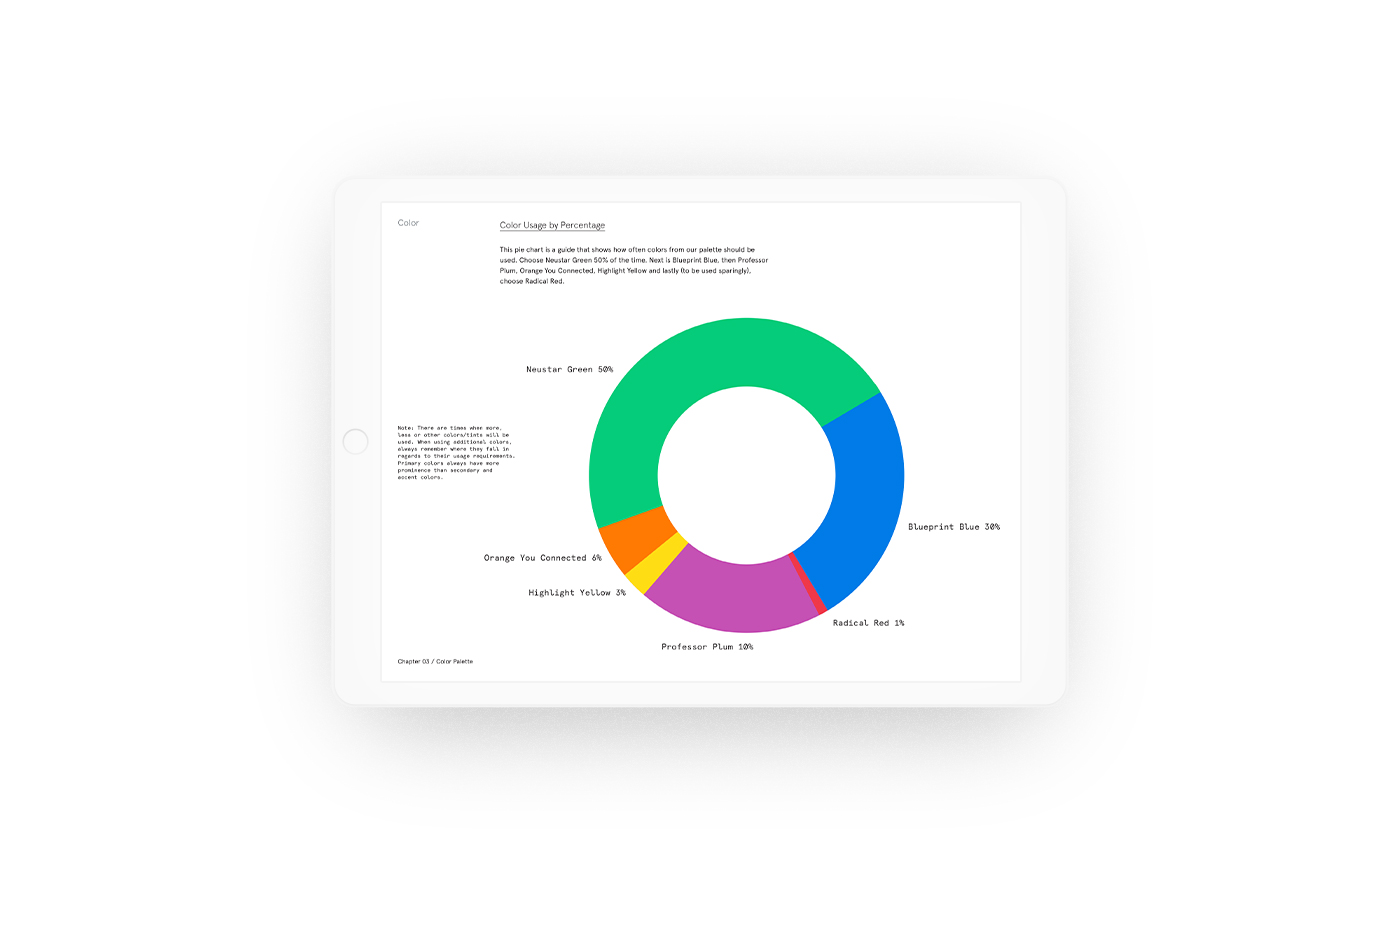 Color
Color Usage by Percentage
This pie chart is a guide that shows how often colors from our palette should be
used. Choose Neustar Green 50% of the time. Next is Blueprint Blue, then Professor
Plum, Orange You Connected, Highlight Yellow and lastly (to be used sparingly),
choose Radical Red.
Neustar Green 50%
Note: There are times when more,
less or other colors/tints will be
used. When using additional colors,
always remember where they fall in
regards to their usage requirements.
Primary colors always have more
prominence than secondary and
accent colors.
Blueprint Blue 30%
Orange You Connected 6%
Highlight Yellow 3%
Radical Red 1%
Professor Plum 10%
Chapter 03 / Color Palette